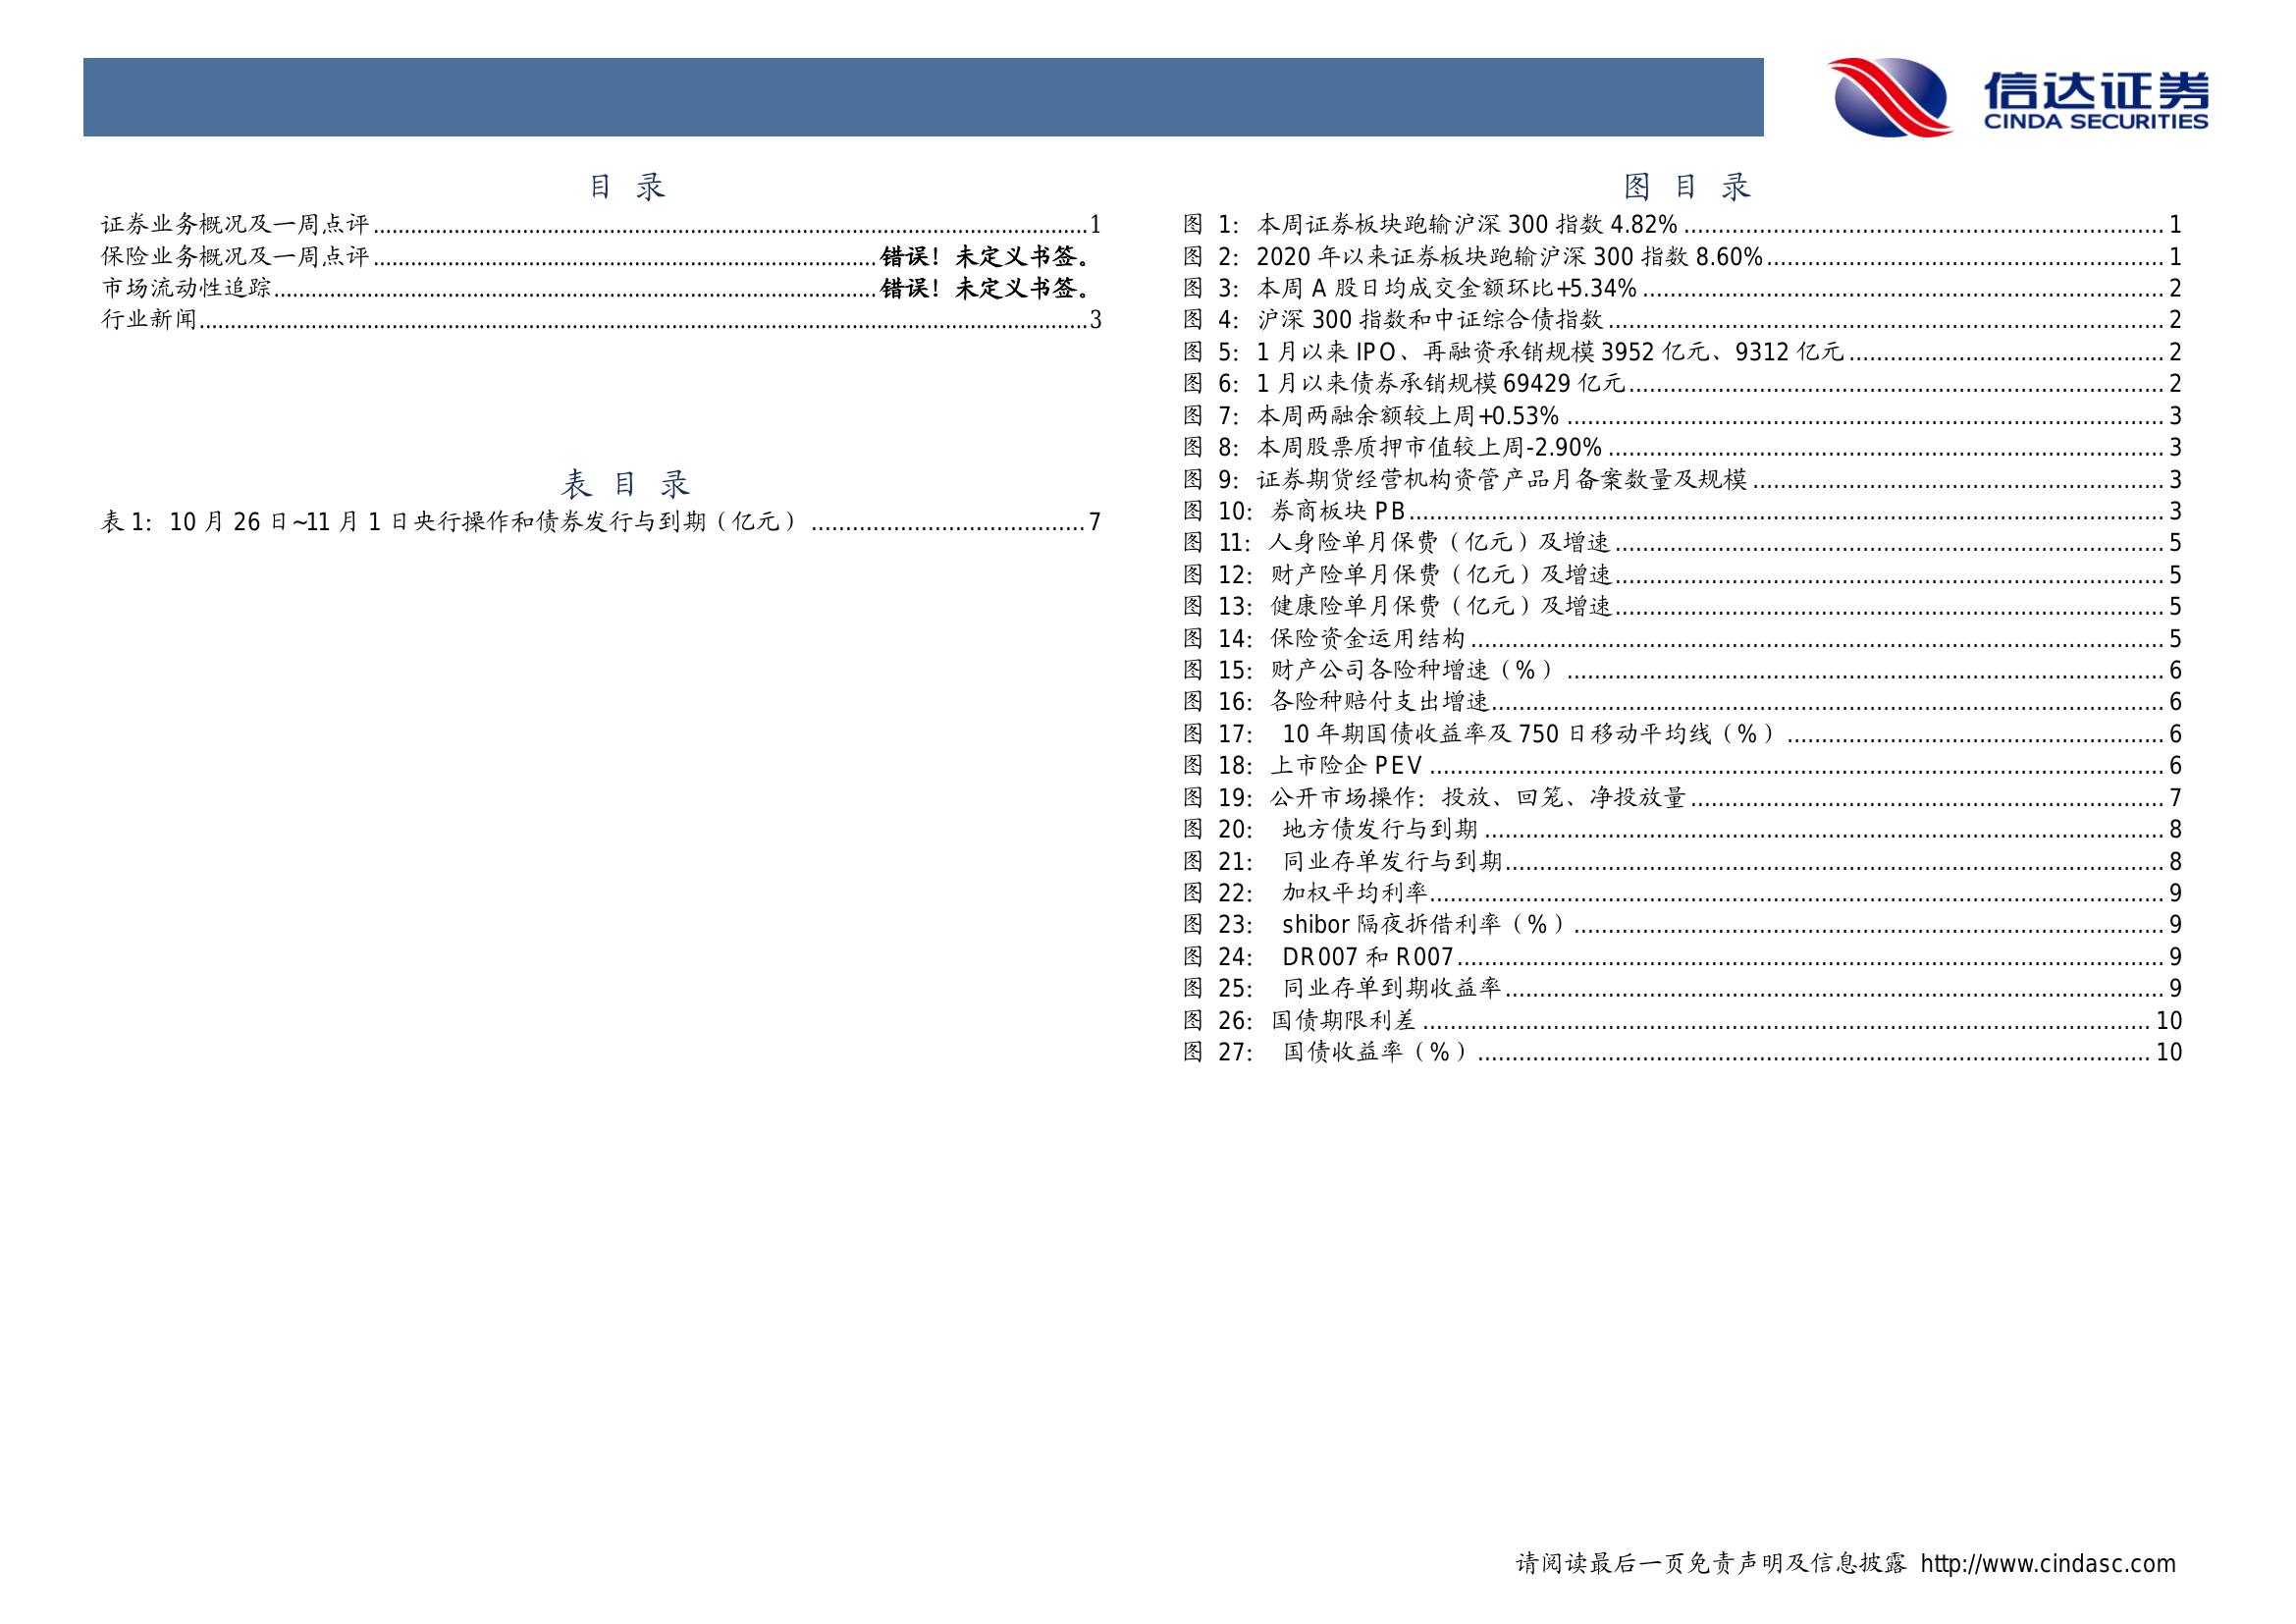 信达证券
CINDA SECURITIES
目 录
证券业务概况及一周点评........1
保险业务概况及一周点评........错误！未定义书签。
市场流动性追踪........错误！未定义书签。
行业新闻........3
表 目 录
表 1：10 月 26 日~11 月 1 日央行操作和债券发行与到期（亿元）........7
图 目 录
图 1：本周证券板块跑输沪深 300 指数 4.82%........1
图 2：2020 年以来证券板块跑输沪深 300 指数 8.60%........1
图 3：本周 A 股日均成交金额环比+5.34%........2
图 4：沪深 300 指数和中证综合债指数........2
图 5：1 月以来 IPO、再融资承销规模 3952 亿元、9312 亿元........2
图 6：1 月以来债券承销规模 69429 亿元........2
图 7：本周两融余额较上周+0.53%........3
图 8：本周股票质押市值较上周-2.90%........3
图 9：证券期货经营机构资管产品月备案数量及规模........3
图 10：券商板块 PB........3
图 11：人身险单月保费（亿元）及增速........5
图 12：财产险单月保费（亿元）及增速........5
图 13：健康险单月保费（亿元）及增速........5
图 14：保险资金运用结构........5
图 15：财产公司各险种增速（%）........6
图 16：各险种赔付支出增速........6
图 17： 10 年期国债收益率及 750 日移动平均线（%）........6
图 18：上市险企 PEV........6
图 19：公开市场操作：投放、回笼、净投放量........7
图 20： 地方债发行与到期........8
图 21： 同业存单发行与到期........8
图 22： 加权平均利率........9
图 23： shibor 隔夜拆借利率（%）........9
图 24： DR007 和 R007........9
图 25： 同业存单到期收益率........9
图 26：国债期限利差........10
图 27： 国债收益率（%）........10
请阅读最后一页免责声明及信息披露 http://www.cindasc.com